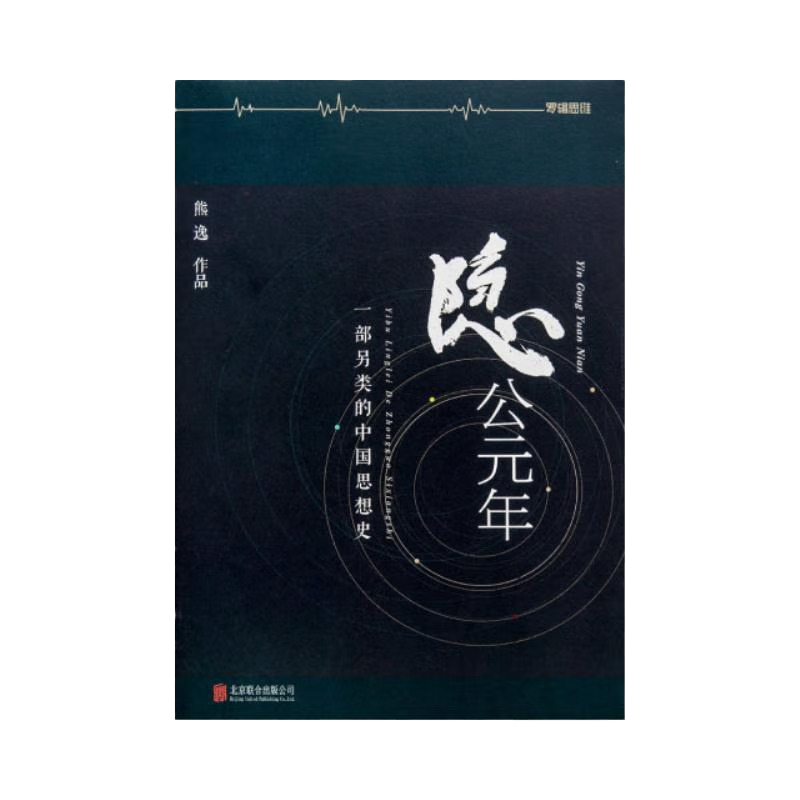 罗辑思维
熊逸 作品
隐公元年
Yin Gong Yuan Nian
一部另类的中国思想史
Yibu Linglei De Zhongguo Sixiangshi
北京联合出版公司
Beijing United Publishing Co.,Ltd.